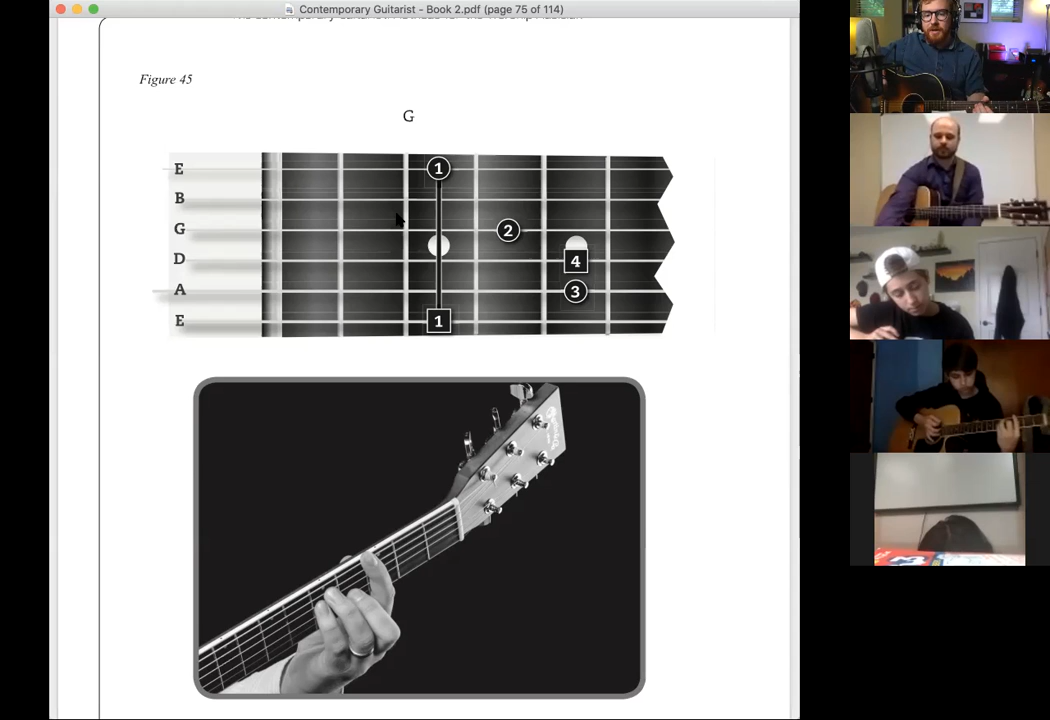 Contemporary Guitarist - Book 2.pdf (page 75 of 114)
Figure 45
G
E 1
B
G 2
D 4
A 3
E 1